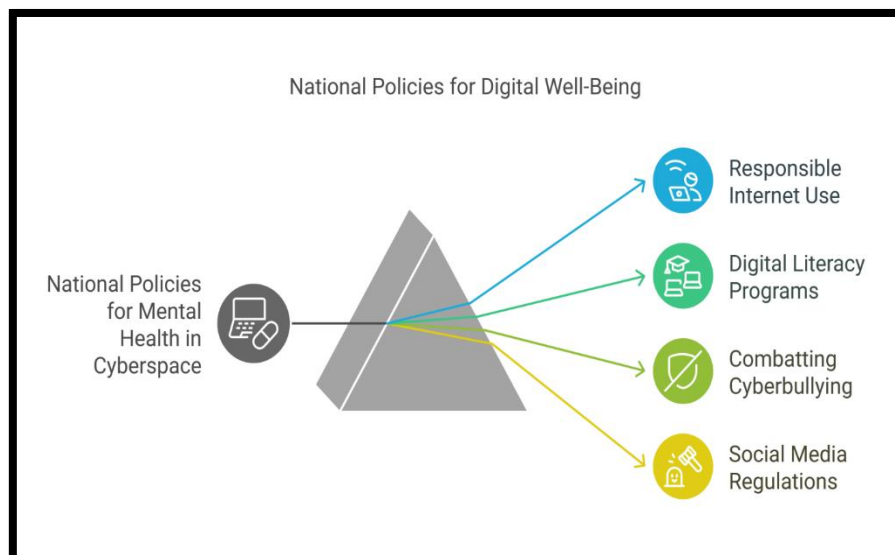 National Policies for Digital Well-Being
National Policies
for Mental
Health in
Cyberspace
Responsible
Internet Use
Digital Literacy
Programs
Combatting
Cyberbullying
Social Media
Regulations